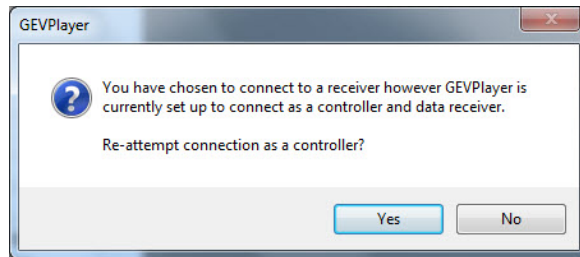 GEVPlayer
You have chosen to connect to a receiver however GEVPlayer is
currently set up to connect as a controller and data receiver.
Re-attempt connection as a controller?
Yes
No